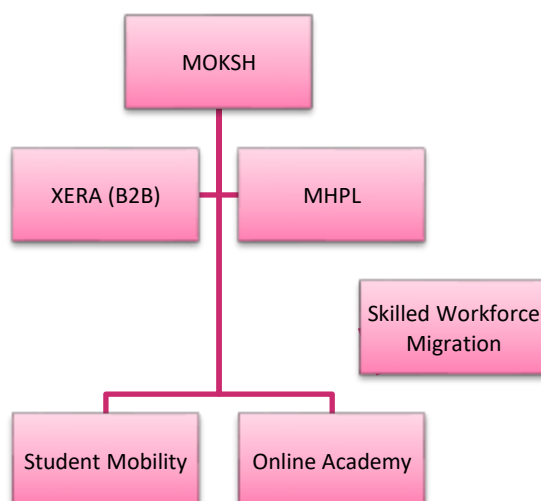 MOKSH
XERA (B2B)
MHPL
Skilled Workforce
Migration
Student Mobility
Online Academy